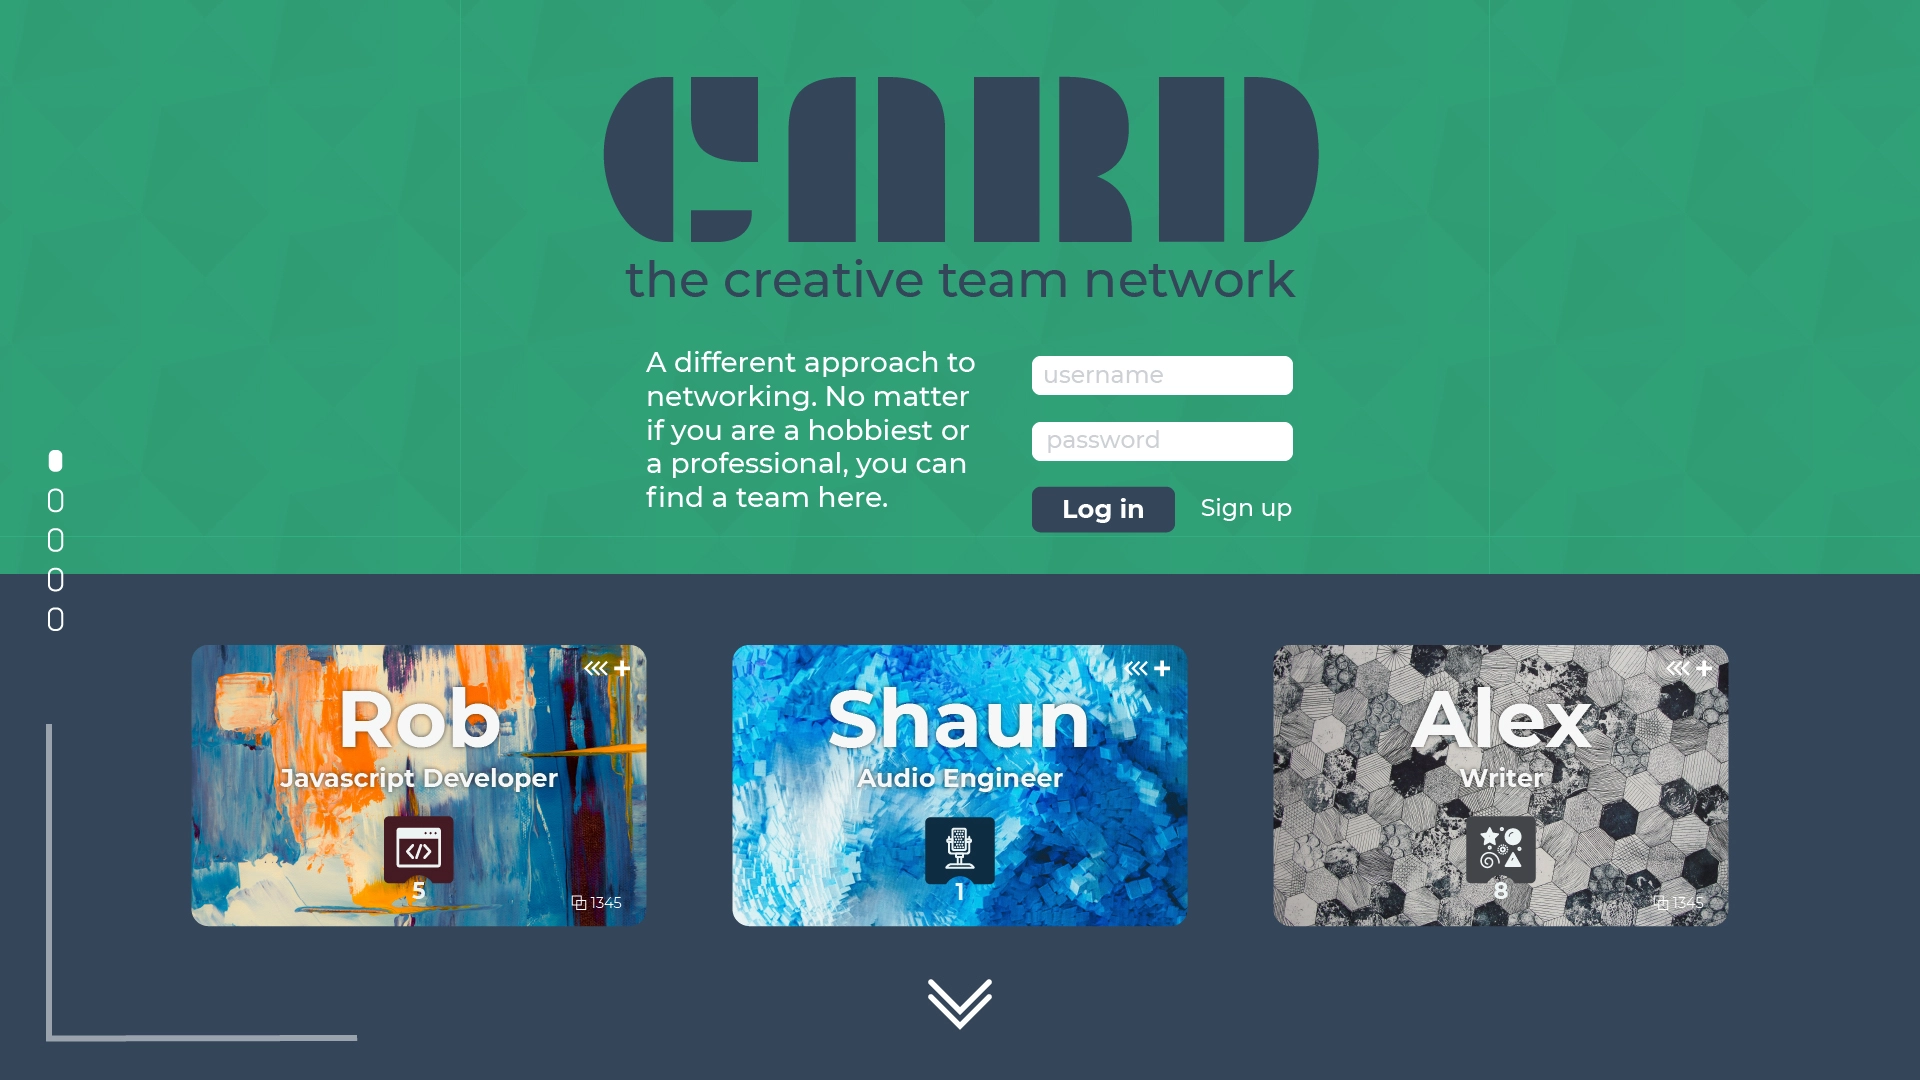 CARD
the creative team network
A different approach to
networking. No matter
if you are a hobbiest or
a professional, you can
find a team here.
username
password
Log in
Sign up
Rob
Javascript Developer
5
1345
Shaun
Audio Engineer
1
Alex
Writer
8
1345